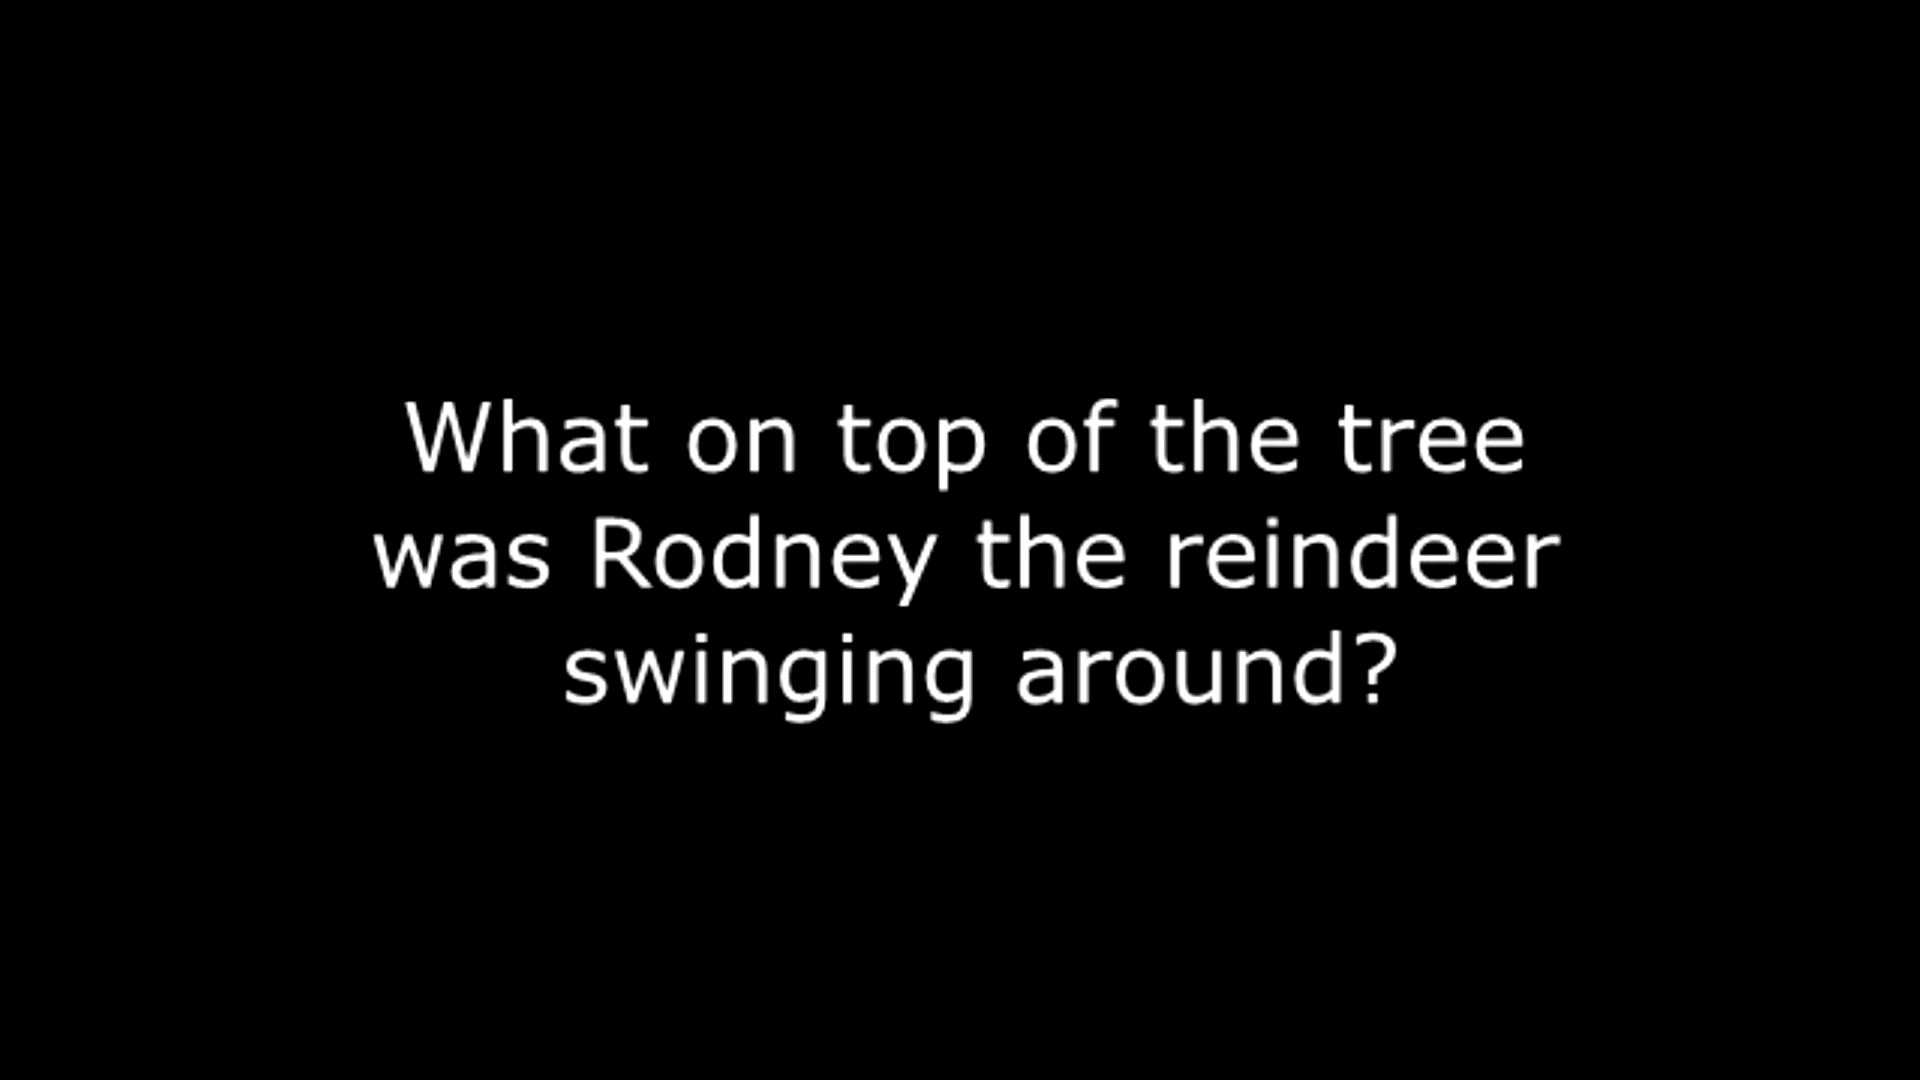 What on top of the tree
was Rodney the reindeer
swinging around?